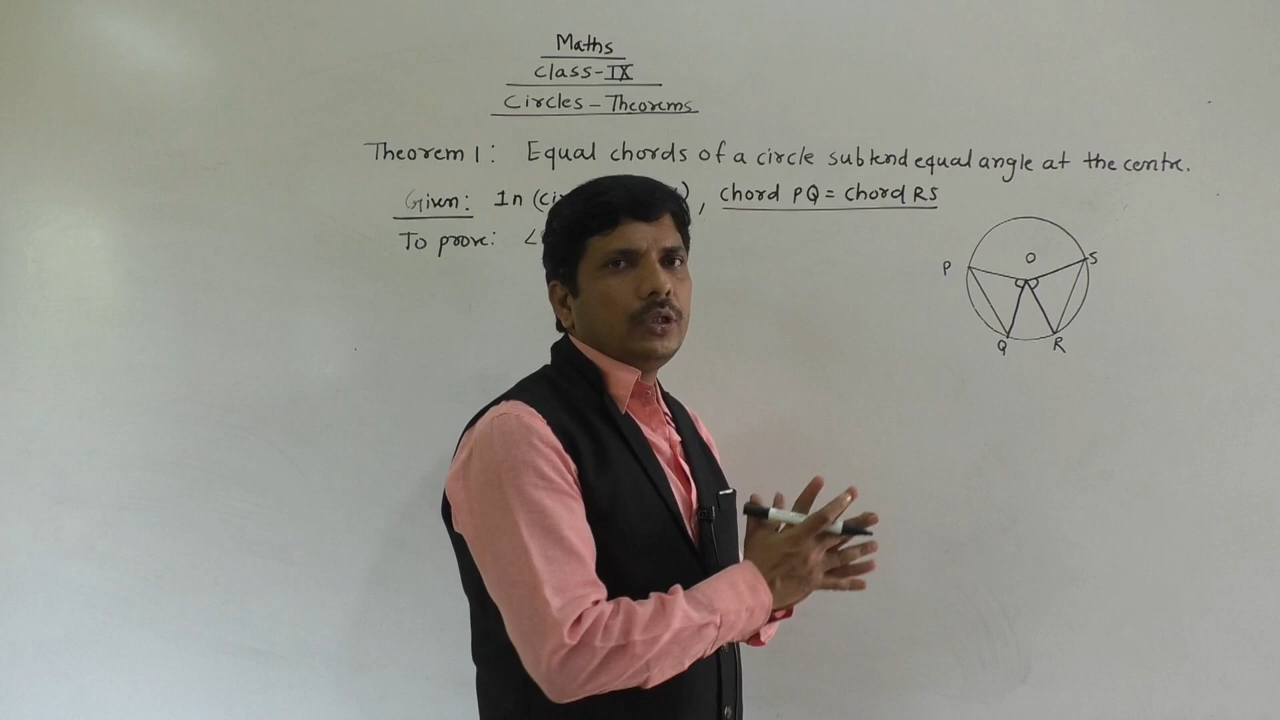 Maths
Class-IX
Circles - Theorems
Theorem 1: Equal chords of a circle subtend equal angle at the centre.
Given: In (ci ), chord PQ = chord RS
To prove: ∠
O
P
S
Q
R